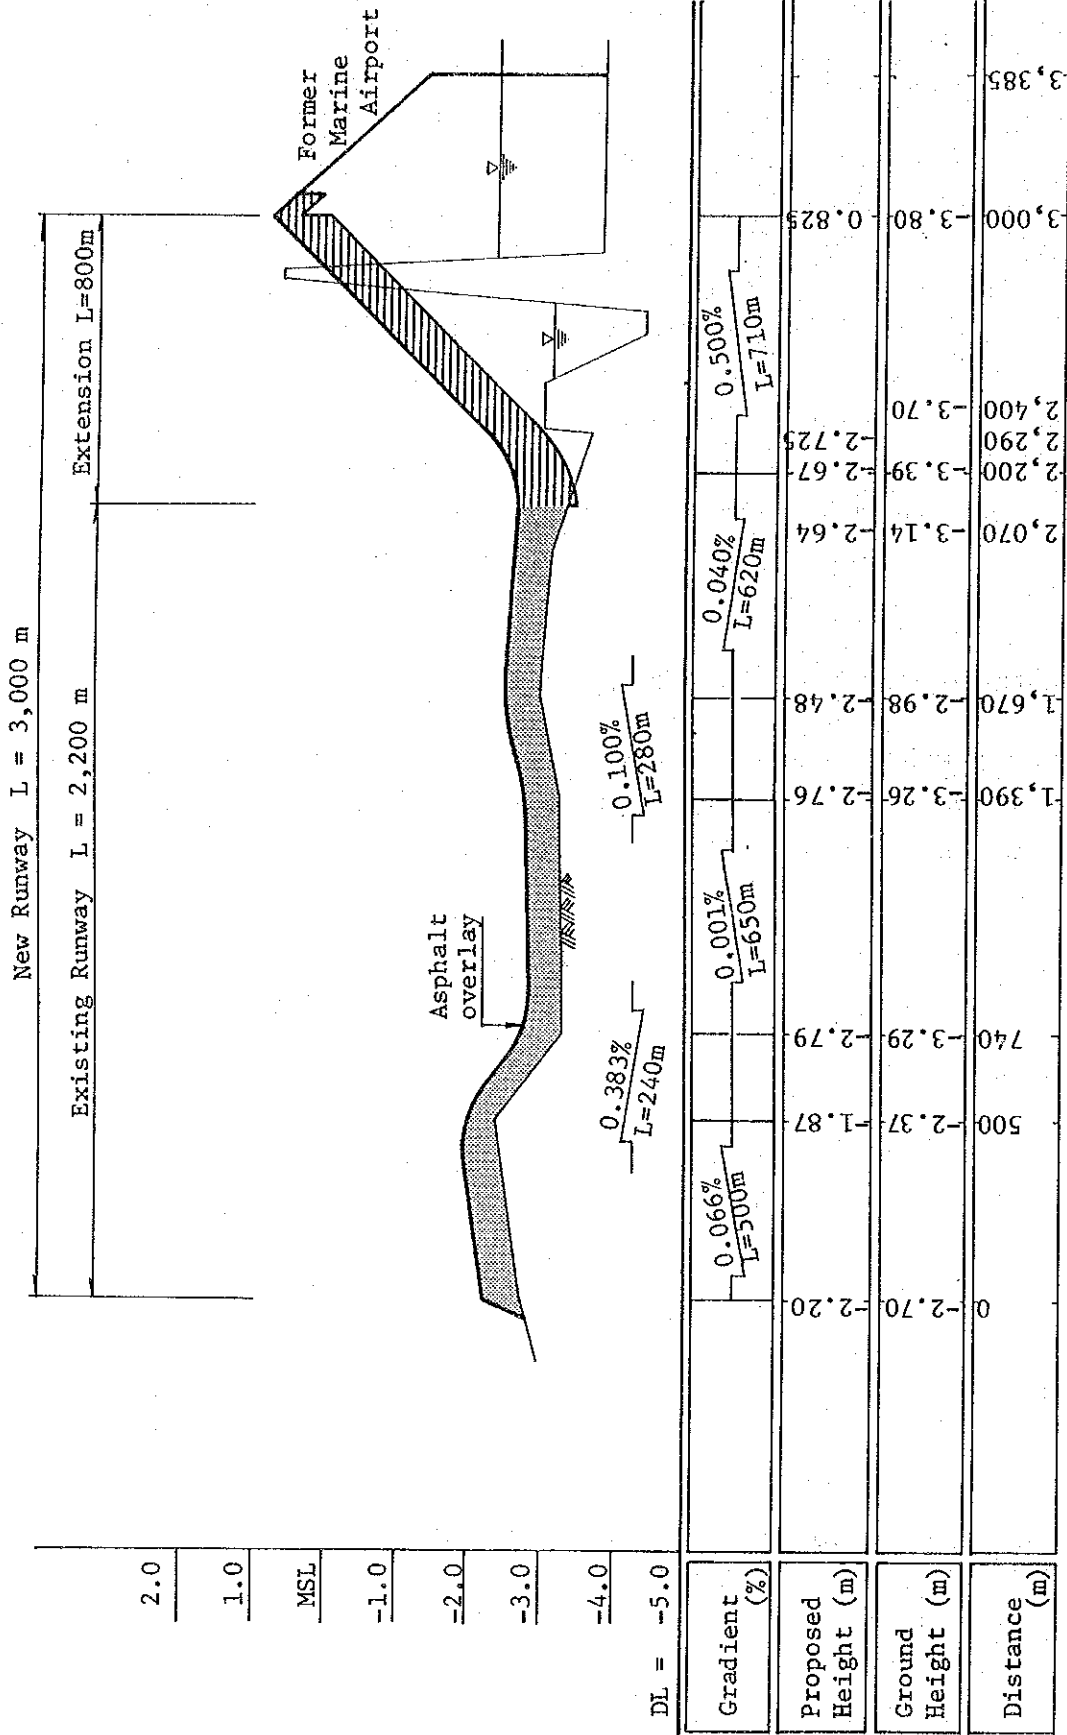 New Runway L = 3,000 m
Existing Runway L = 2,200 m
Extension L=800m
Former
Marine
Airport
Asphalt
overlay
2.0
1.0
MSL
-1.0
-2.0
-3.0
-4.0
DL = -5.0
0.383%
L=240m
0.100%
L=280m
Gradient
(%)
0.066%
L=500m
0.001%
L=650m
0.040%
L=620m
0.500%
L=710m
Proposed
Height (m)
-2.20
-1.87
-2.79
-2.76
-2.48
-2.64
-2.67
-2.725
0.825
Ground
Height (m)
-2.70
-2.37
-3.29
-3.26
-2.98
-3.14
-3.39
-3.70
-3.80
Distance
(m)
0
500
740
1,390
1,670
2,070
2,200
2,290
2,400
3,000
3,385